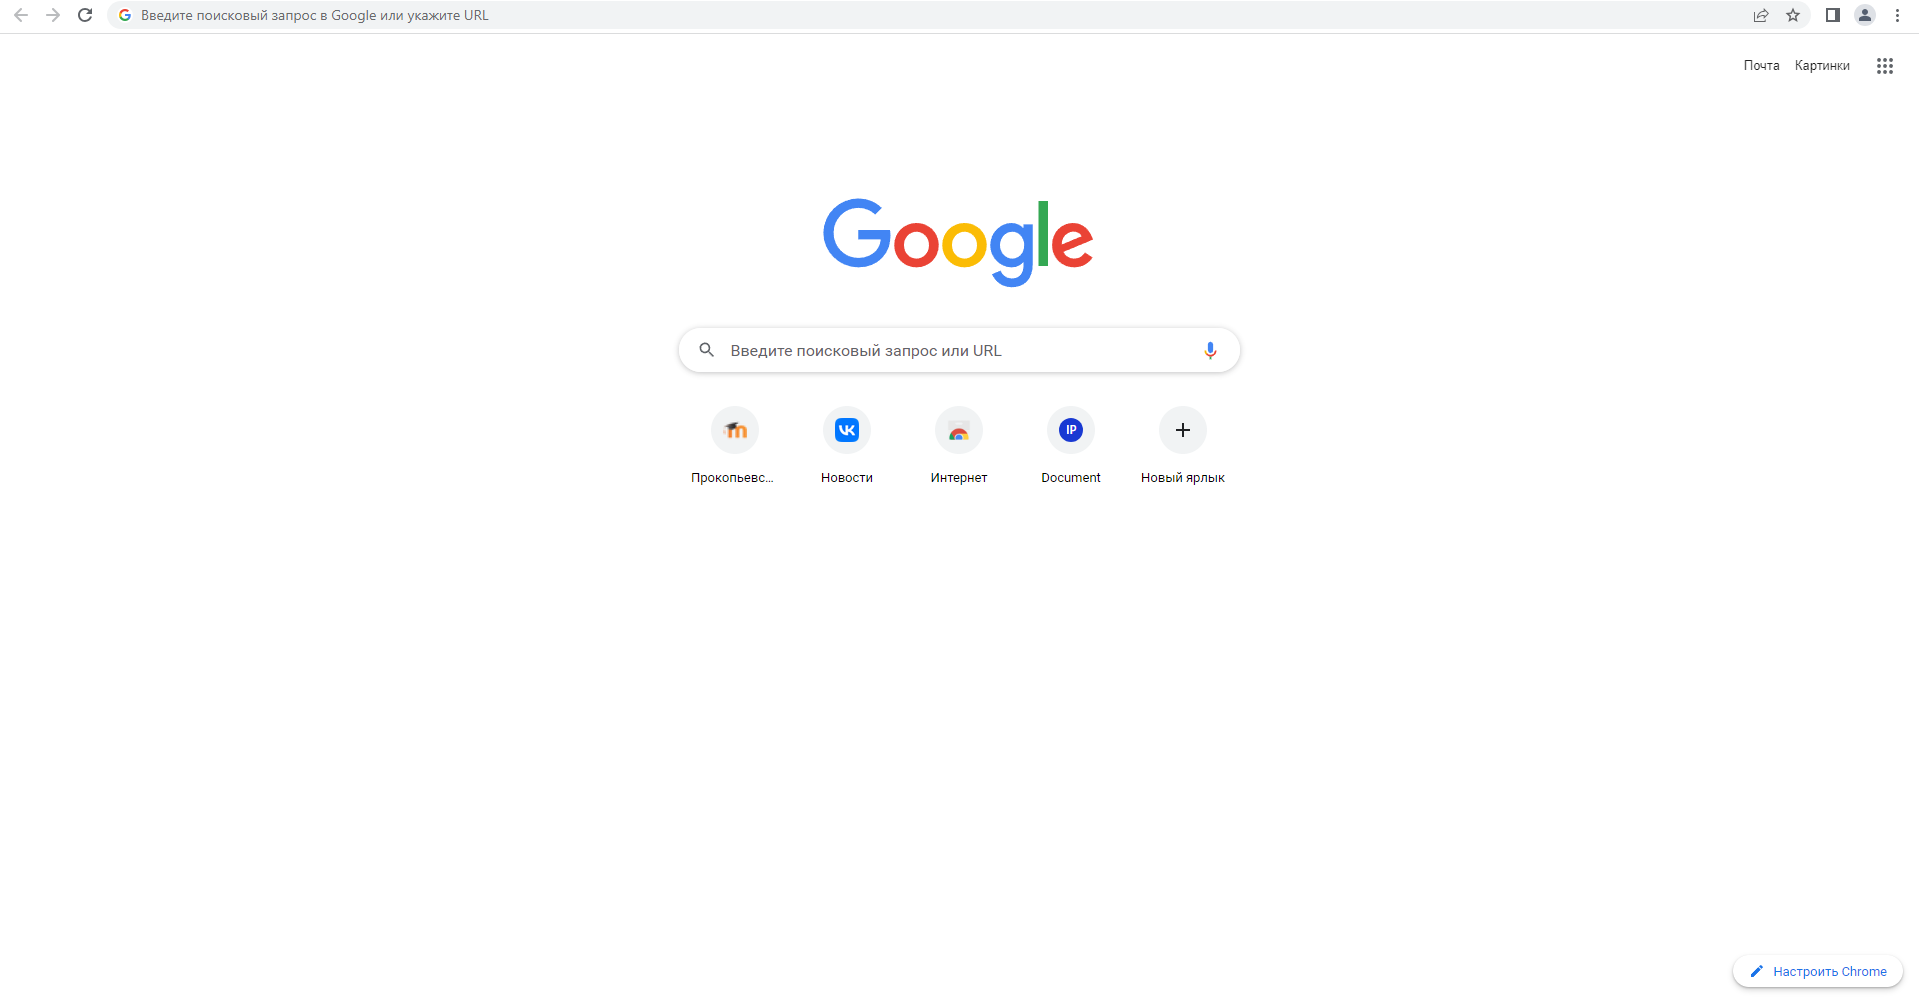 Введите поисковый запрос в Google или укажите URL
Почта Картинки
Google
Введите поисковый запрос или URL
m VK IP
Прокопьевс... Новости Интернет Document Новый ярлык
Настроить Chrome